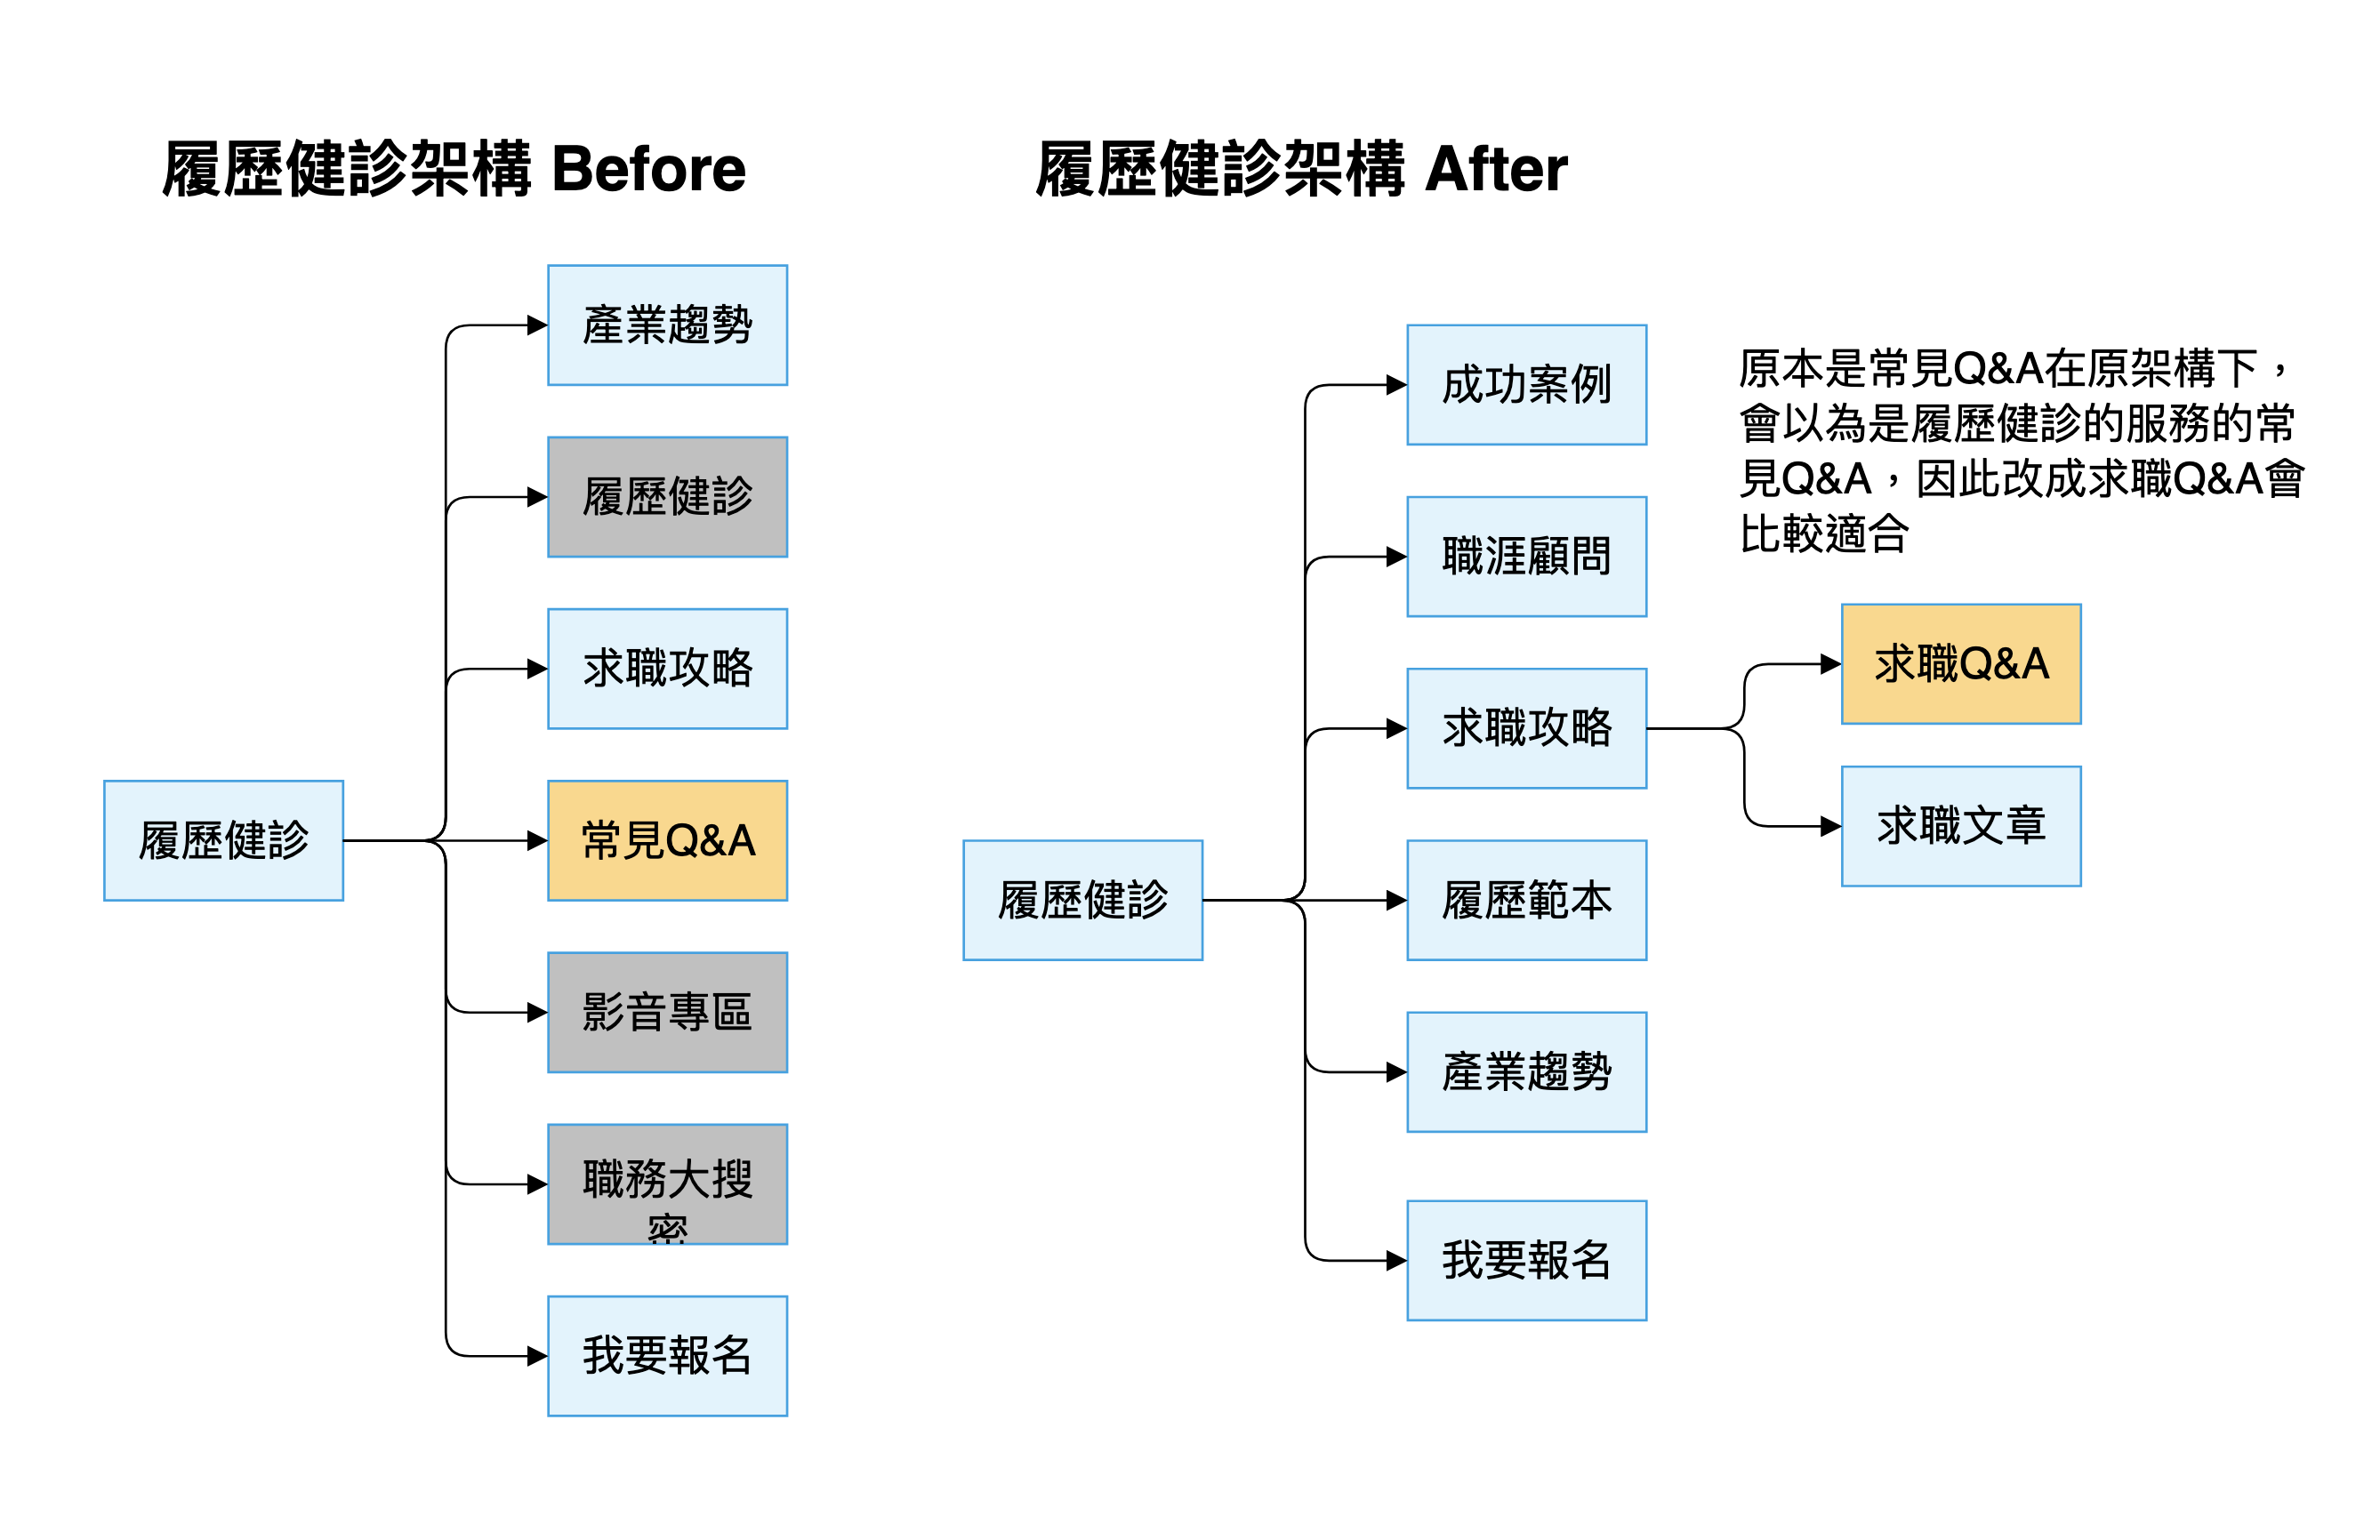 履歷健診架構 Before
產業趨勢
履歷健診
求職攻略
履歷健診
常見Q&A
影音專區
職務大搜
密
我要報名
履歷健診架構 After
成功案例
職涯顧問
求職攻略
履歷健診
履歷範本
產業趨勢
我要報名
原本是常見Q&A在原架構下，
會以為是履歷健診的服務的常
見Q&A，因此改成求職Q&A會
比較適合
求職Q&A
求職文章